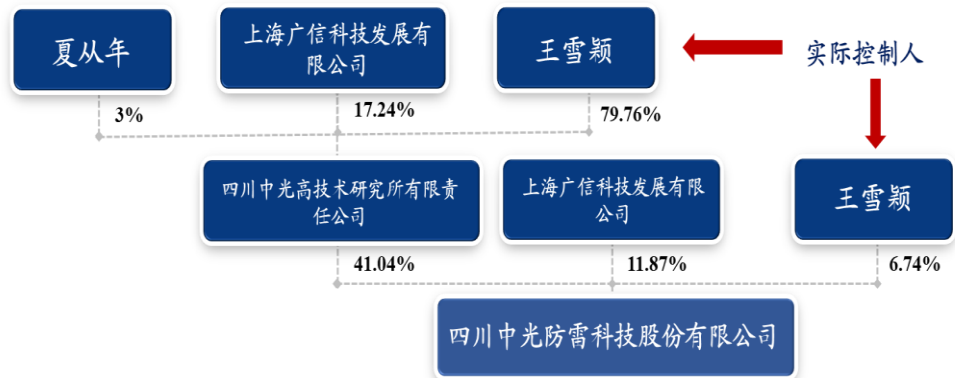 夏从年
上海广信科技发展有
限公司
王雪颖
实际控制人
3%
17.24%
79.76%
四川中光高技术研究所有限责
任公司
上海广信科技发展有限
公司
王雪颖
41.04%
11.87%
6.74%
四川中光防雷科技股份有限公司